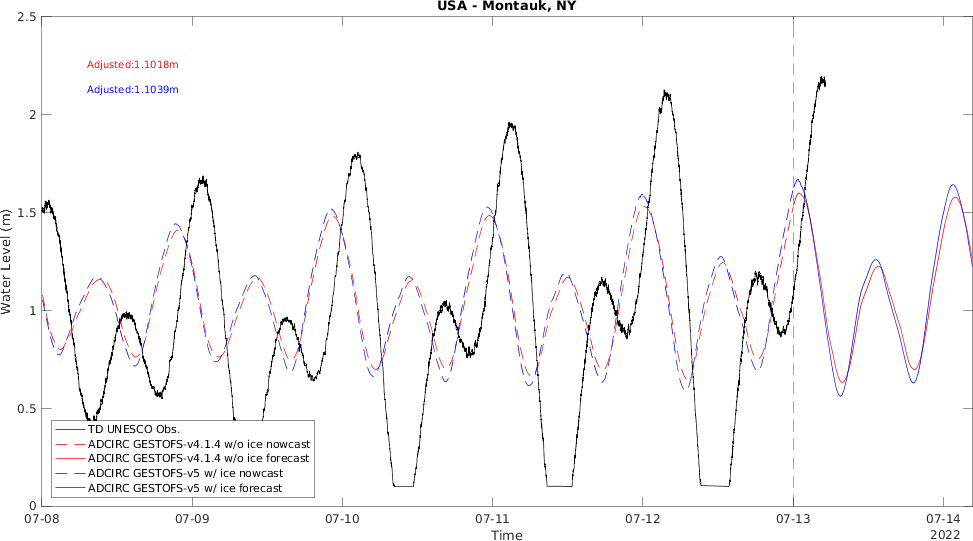 USA - Montauk, NY
2.5
2
1.5
1
0.5
0
Water Level (m)
Adjusted:1.1018m
Adjusted:1.1039m
TD UNESCO Obs.
ADCIRC GESTOFS-v4.1.4 w/o ice nowcast
ADCIRC GESTOFS-v4.1.4 w/o ice forecast
ADCIRC GESTOFS-v5 w/ ice nowcast
ADCIRC GESTOFS-v5 w/ ice forecast
07-08 07-09 07-10 07-11 07-12 07-13 07-14
Time
2022